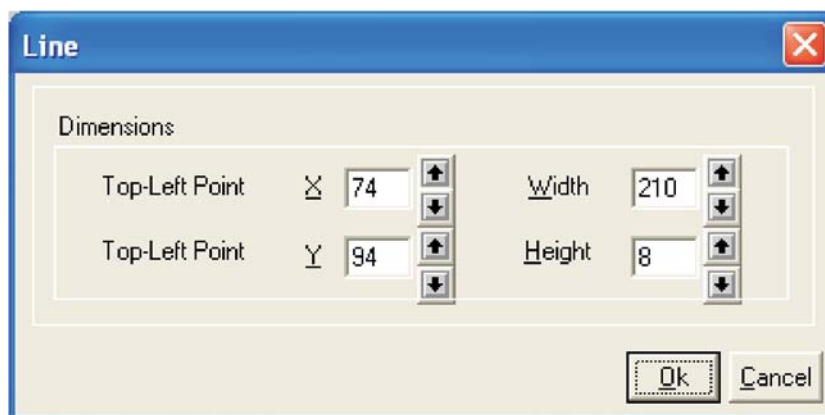 Line
Dimensions
Top-Left Point X 74 Width 210
Top-Left Point Y 94 Height 8
Ok Cancel